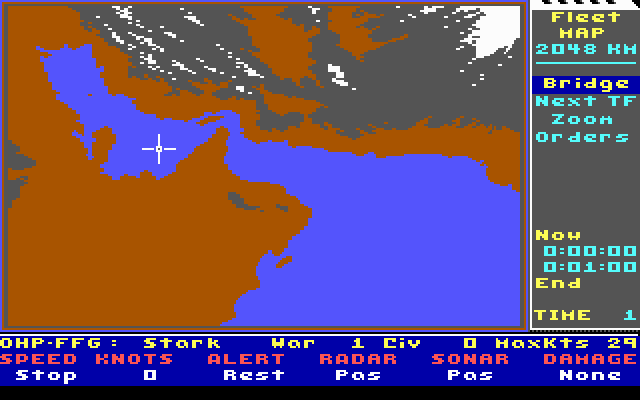 Fleet
MAP
2048 KM
Bridge
Next TF
Zoom
Orders
Now
0:00:00
0:01:00
End
TIME 1
OHP-FFG: Stark War 1 Civ 0 MaxKts 29
SPEED KNOTS ALERT RADAR SONAR DAMAGE
Stop 0 Rest Pas Pas None